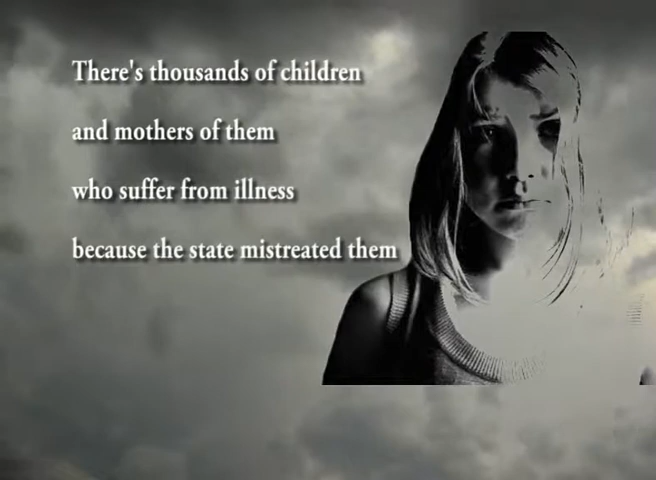 There's thousands of children
and mothers of them
who suffer from illness
because the state mistreated them